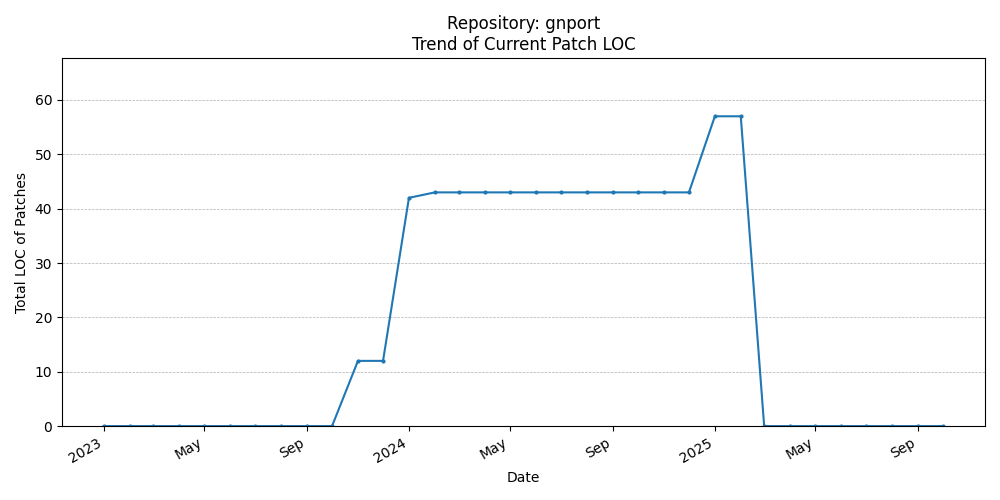 Repository: gnport
Trend of Current Patch LOC
Total LOC of Patches
60
50
40
30
20
10
0
2023
May
Sep
2024
May
Sep
2025
May
Sep
Date